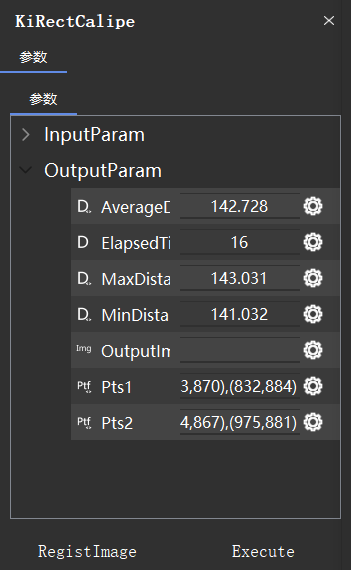 KiRectCalipe
参数
参数
InputParam
OutputParam
D.. AverageD 142.728
D ElapsedTi 16
D.. MaxDista 143.031
D.. MinDista 141.032
Img OutputIm
Ptf Pts1 3,870),(832,884)
Ptf Pts2 4,867),(975,881)
RegistImage Execute